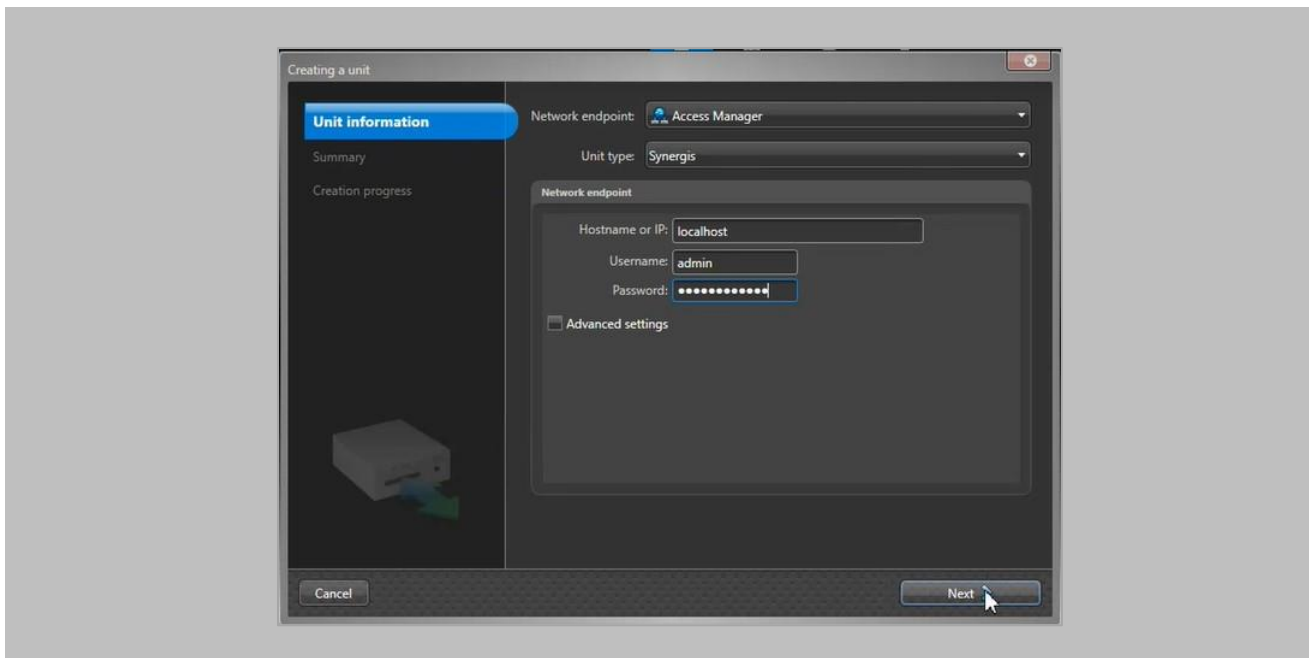 Creating a unit
Unit information
Summary
Creation progress
Network endpoint: Access Manager
Unit type: Synergis
Network endpoint
Hostname or IP: localhost
Username: admin
Password: ●●●●●●●●●●●●
Advanced settings
Cancel
Next